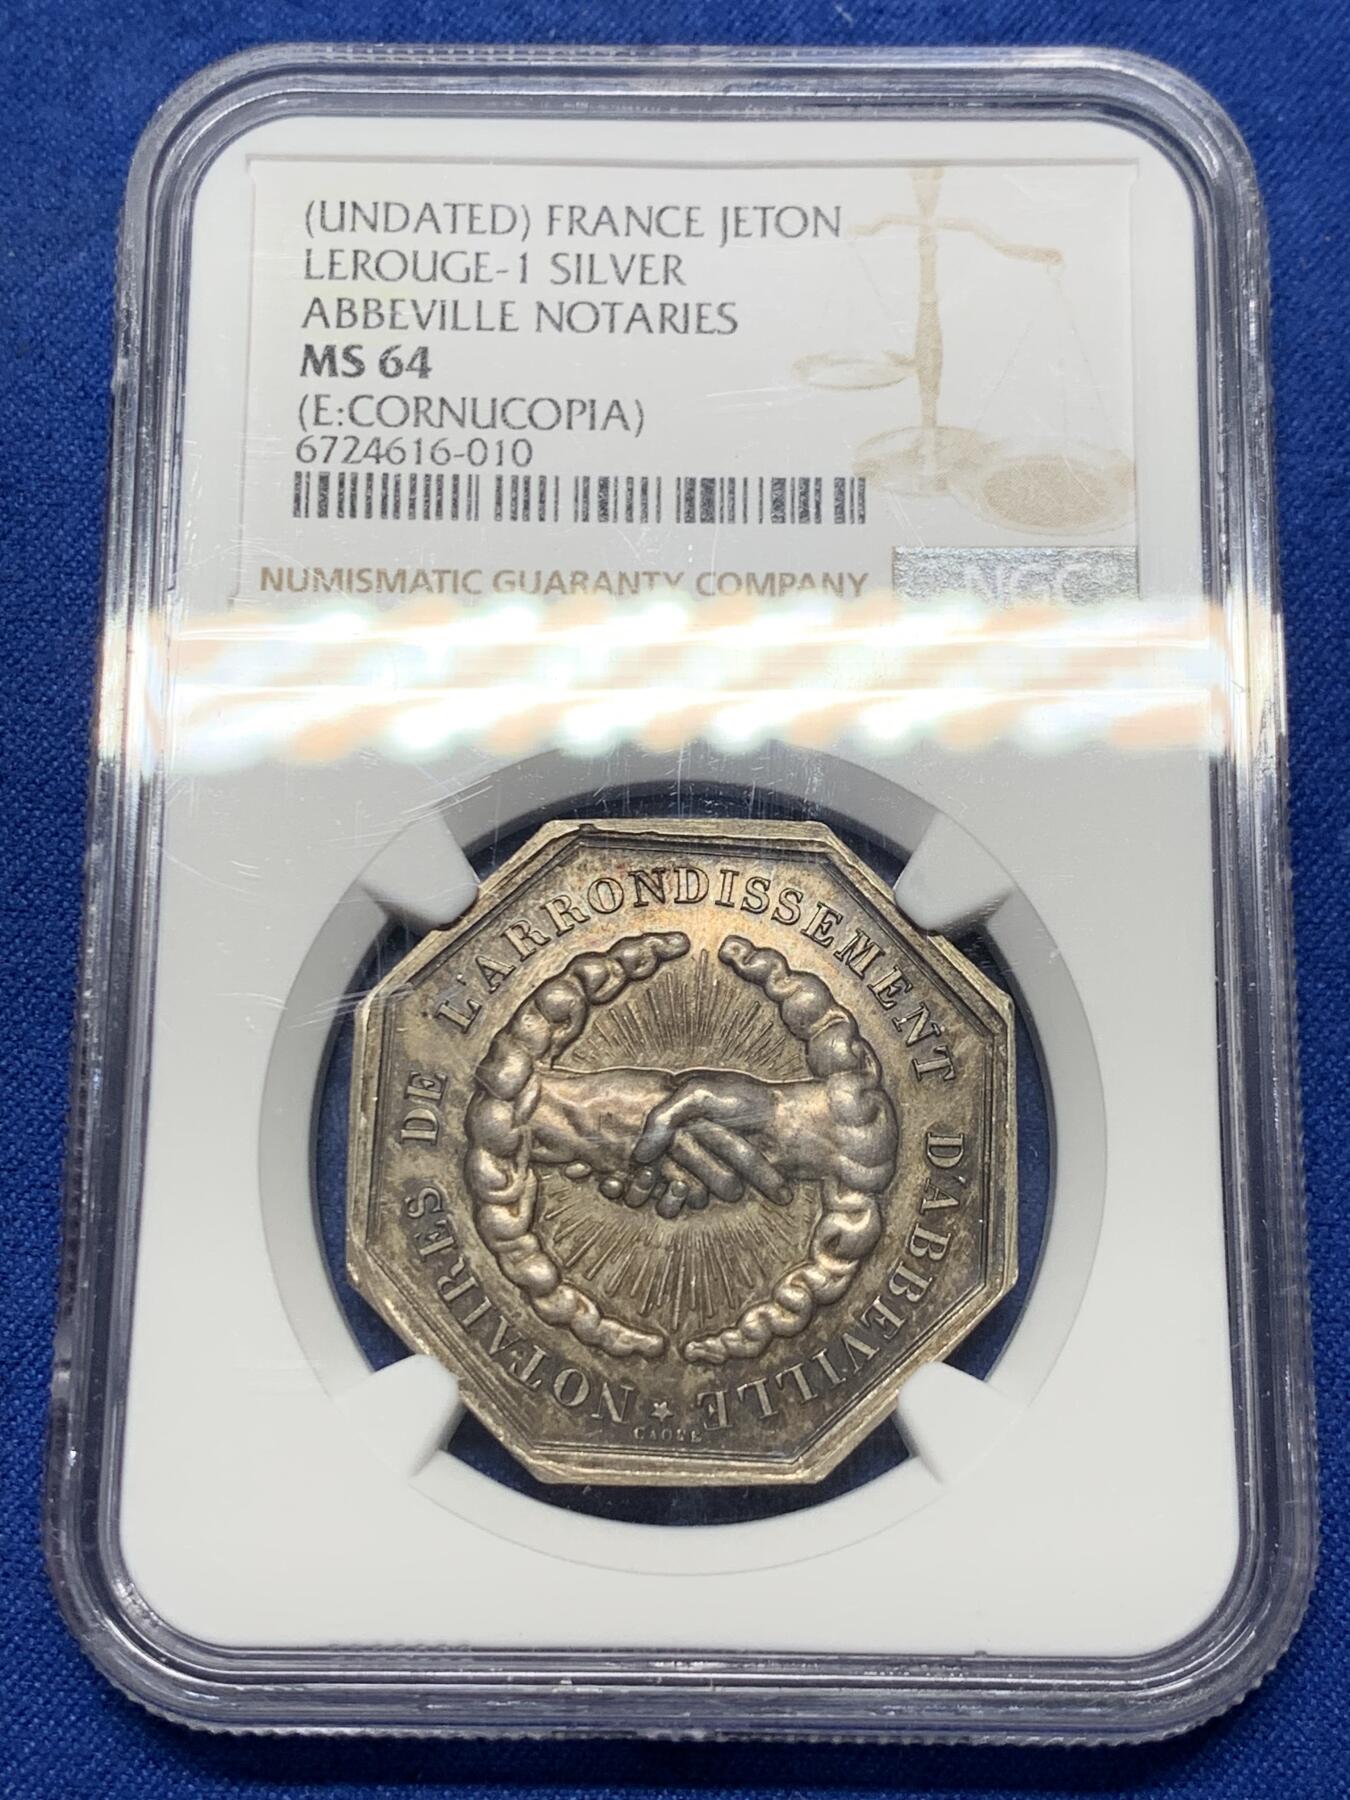 (UNDATED) FRANCE JETON
LEROUGE-1 SILVER
ABBEVILLE NOTARIES
MS 64
(E:CORNUCOPIA)
6724616-010
NUMISMATIC GUARANTY COMPANY
NGC
NOTAIRES DE L'ARRONDISSEMENT D'ABBEVILLE